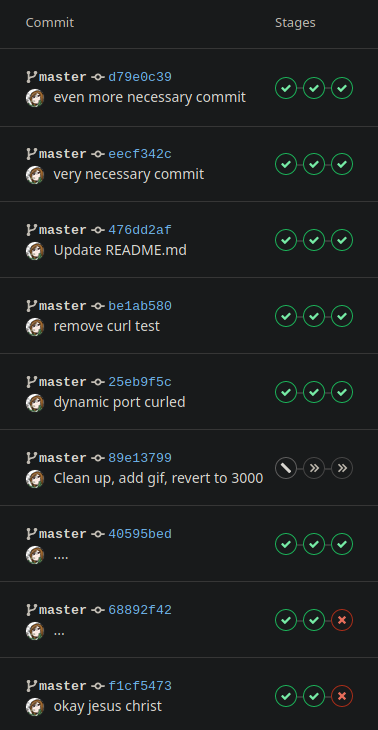 Commit Stages
master d79e0c39
even more necessary commit
master eecf342c
very necessary commit
master 476dd2af
Update README.md
master be1ab580
remove curl test
master 25eb9f5c
dynamic port curled
master 89e13799
Clean up, add gif, revert to 3000
master 40595bed
....
master 68892f42
...
master f1cf5473
okay jesus christ